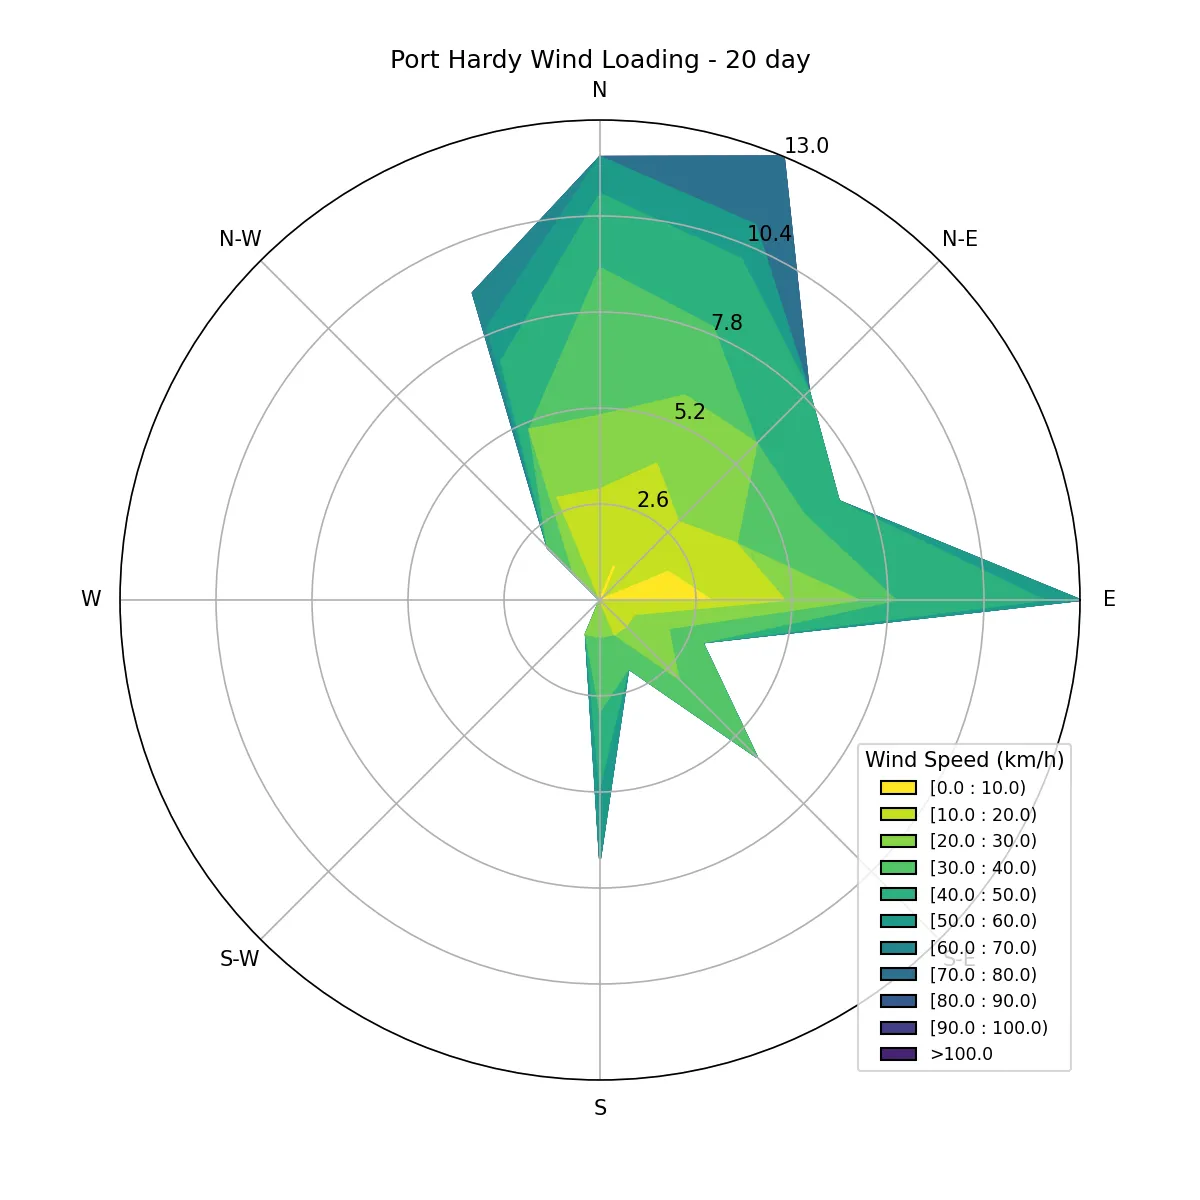 Port Hardy Wind Loading - 20 day
N
13.0
10.4
N-W
N-E
7.8
5.2
2.6
W
E
Wind Speed (km/h)
[0.0 : 10.0)
[10.0 : 20.0)
[20.0 : 30.0)
[30.0 : 40.0)
[40.0 : 50.0)
[50.0 : 60.0)
[60.0 : 70.0)
[70.0 : 80.0)
[80.0 : 90.0)
[90.0 : 100.0)
>100.0
S-W
S-E
S